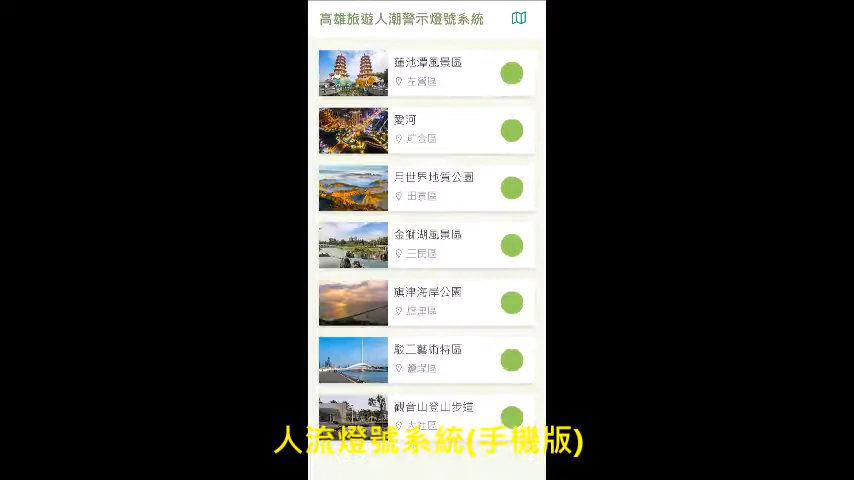 高雄旅遊人潮警示燈號系統
蓮池潭風景區
左營區
愛河
前金區
月世界地質公園
田寮區
金獅湖風景區
三民區
旗津海岸公園
旗津區
駁二藝術特區
鹽埕區
觀音山登山步道
大社區
人流燈號系統(手機版)